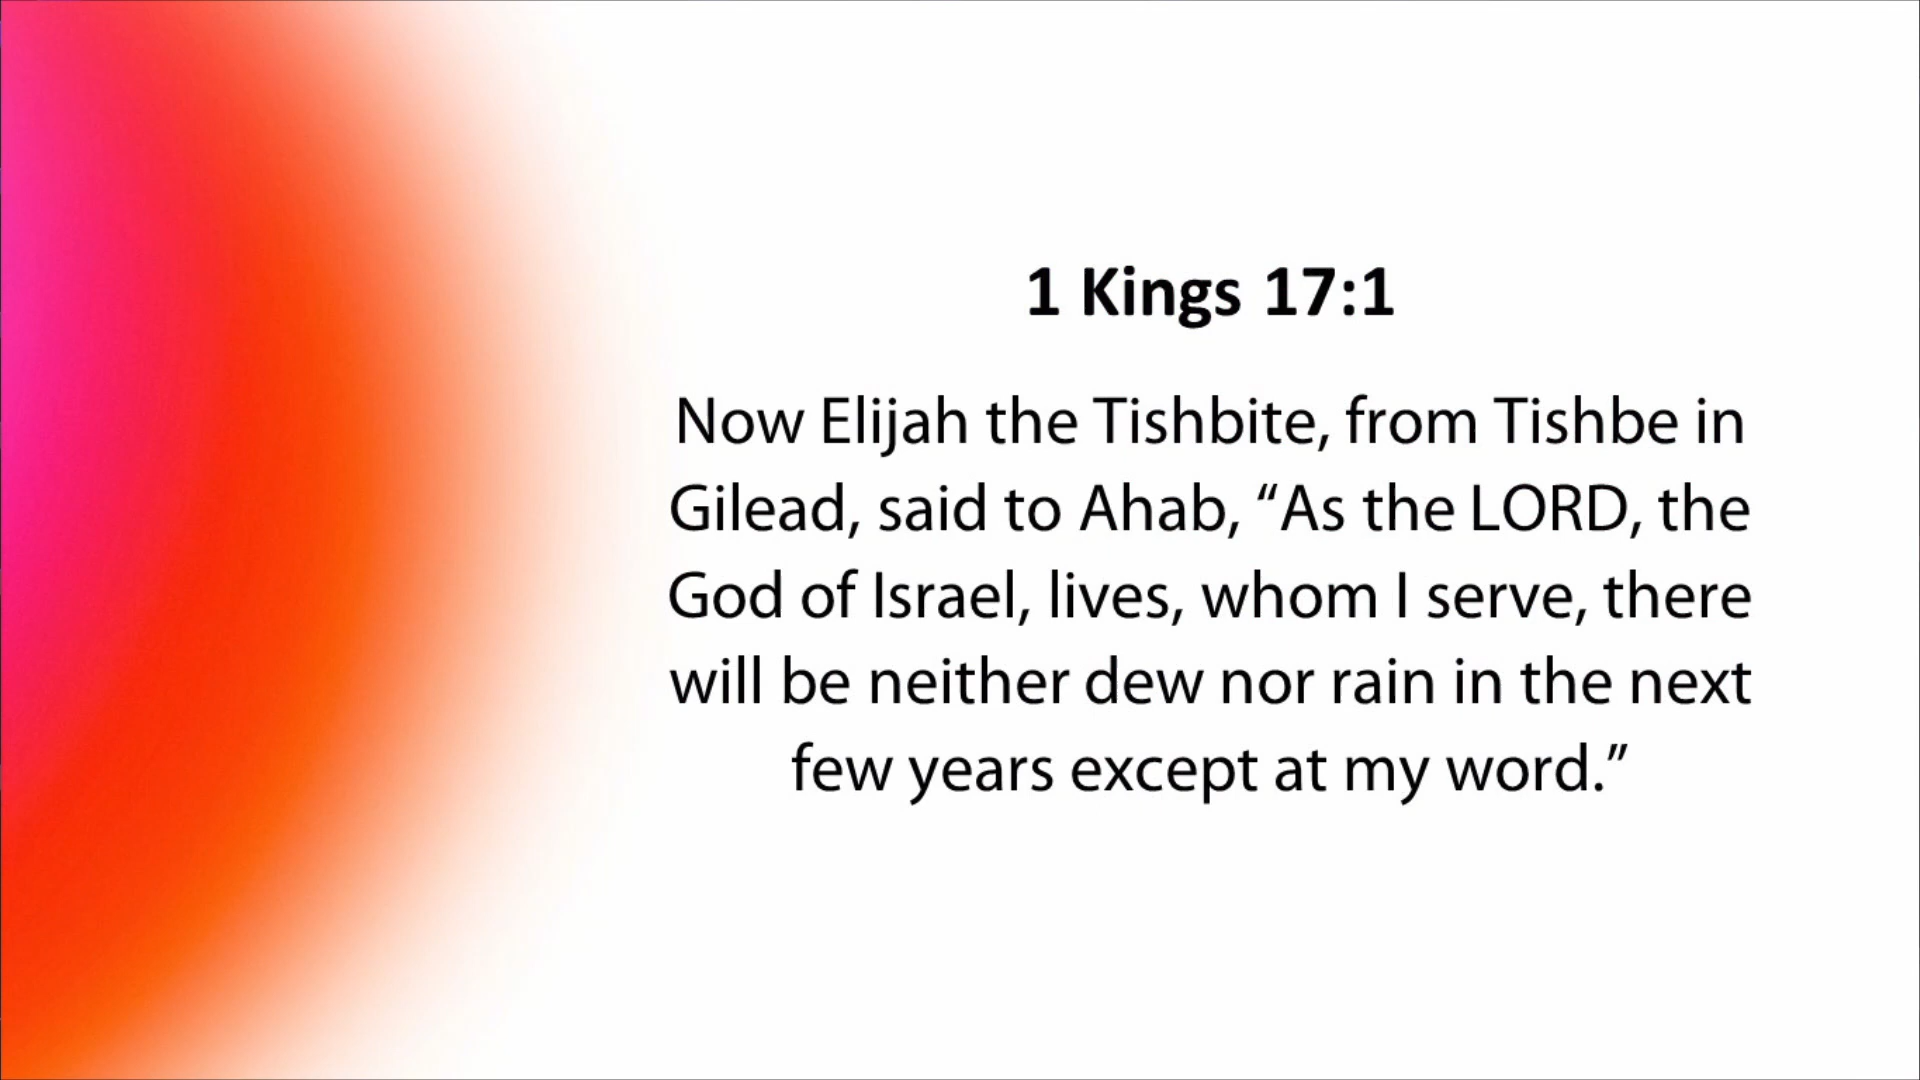 1 Kings 17:1
Now Elijah the Tishbite, from Tishbe in
Gilead, said to Ahab, “As the LORD, the
God of Israel, lives, whom I serve, there
will be neither dew nor rain in the next
few years except at my word.”